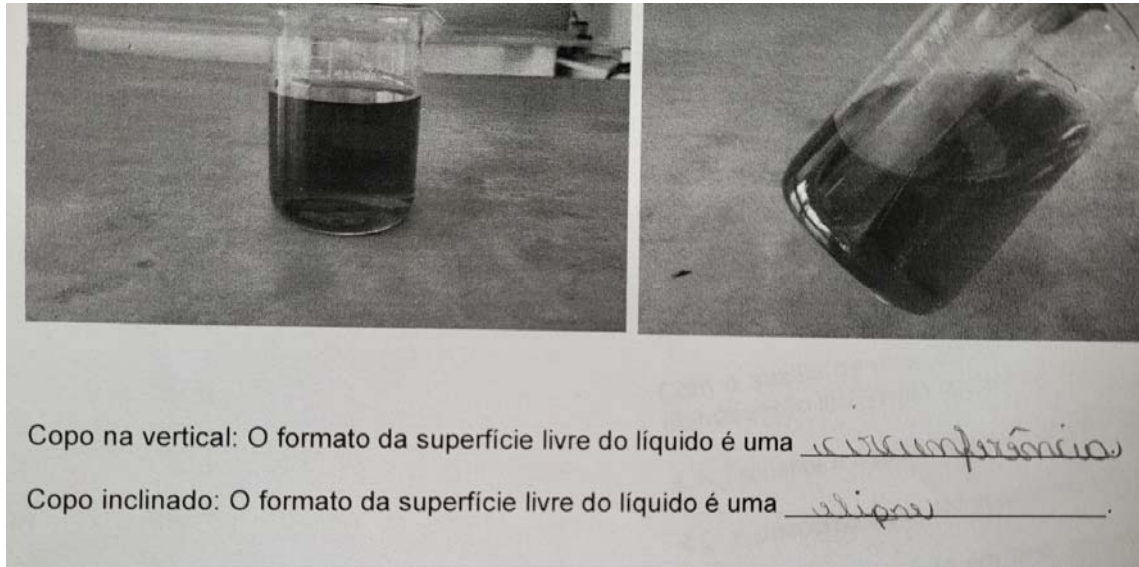 Copo na vertical: O formato da superfície livre do líquido é uma circunferência.
Copo inclinado: O formato da superfície livre do líquido é uma elipse.